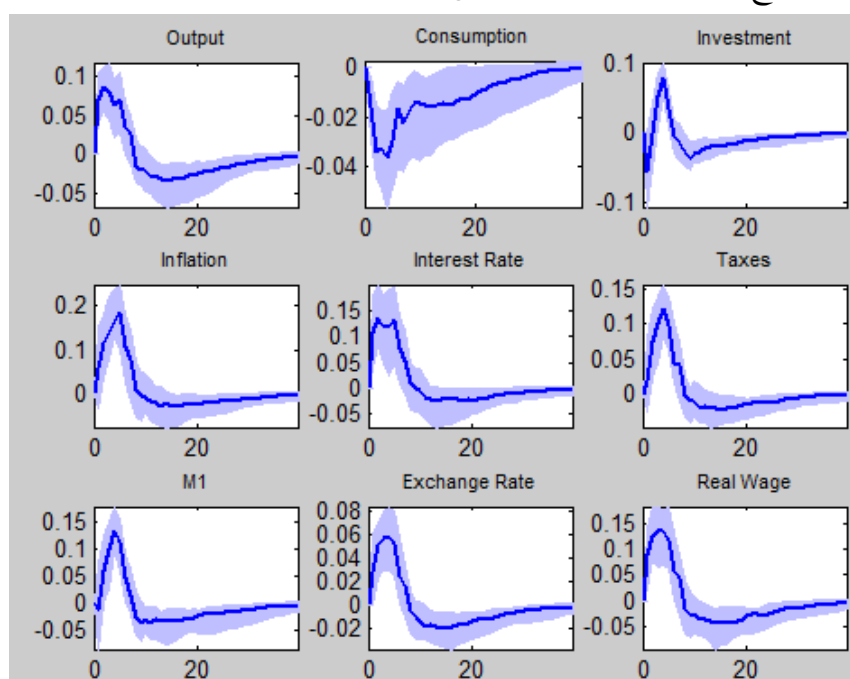 Output Consumption Investment
0.1 0 0.1
0.05 -0.02 0
0 -0.04 -0.1
-0.05
0 20 0 20 0 20
Inflation Interest Rate Taxes
0.2 0.15 0.15
0.1 0.1 0.1
0 0.05 0.05
0 0
-0.05
0 20 0 20 0 20
M1 Exchange Rate Real Wage
0.15 0.08 0.15
0.1 0.06 0.1
0.05 0.04 0.05
0 0.02 0
-0.05 0 -0.05
-0.02
0 20 0 20 0 20